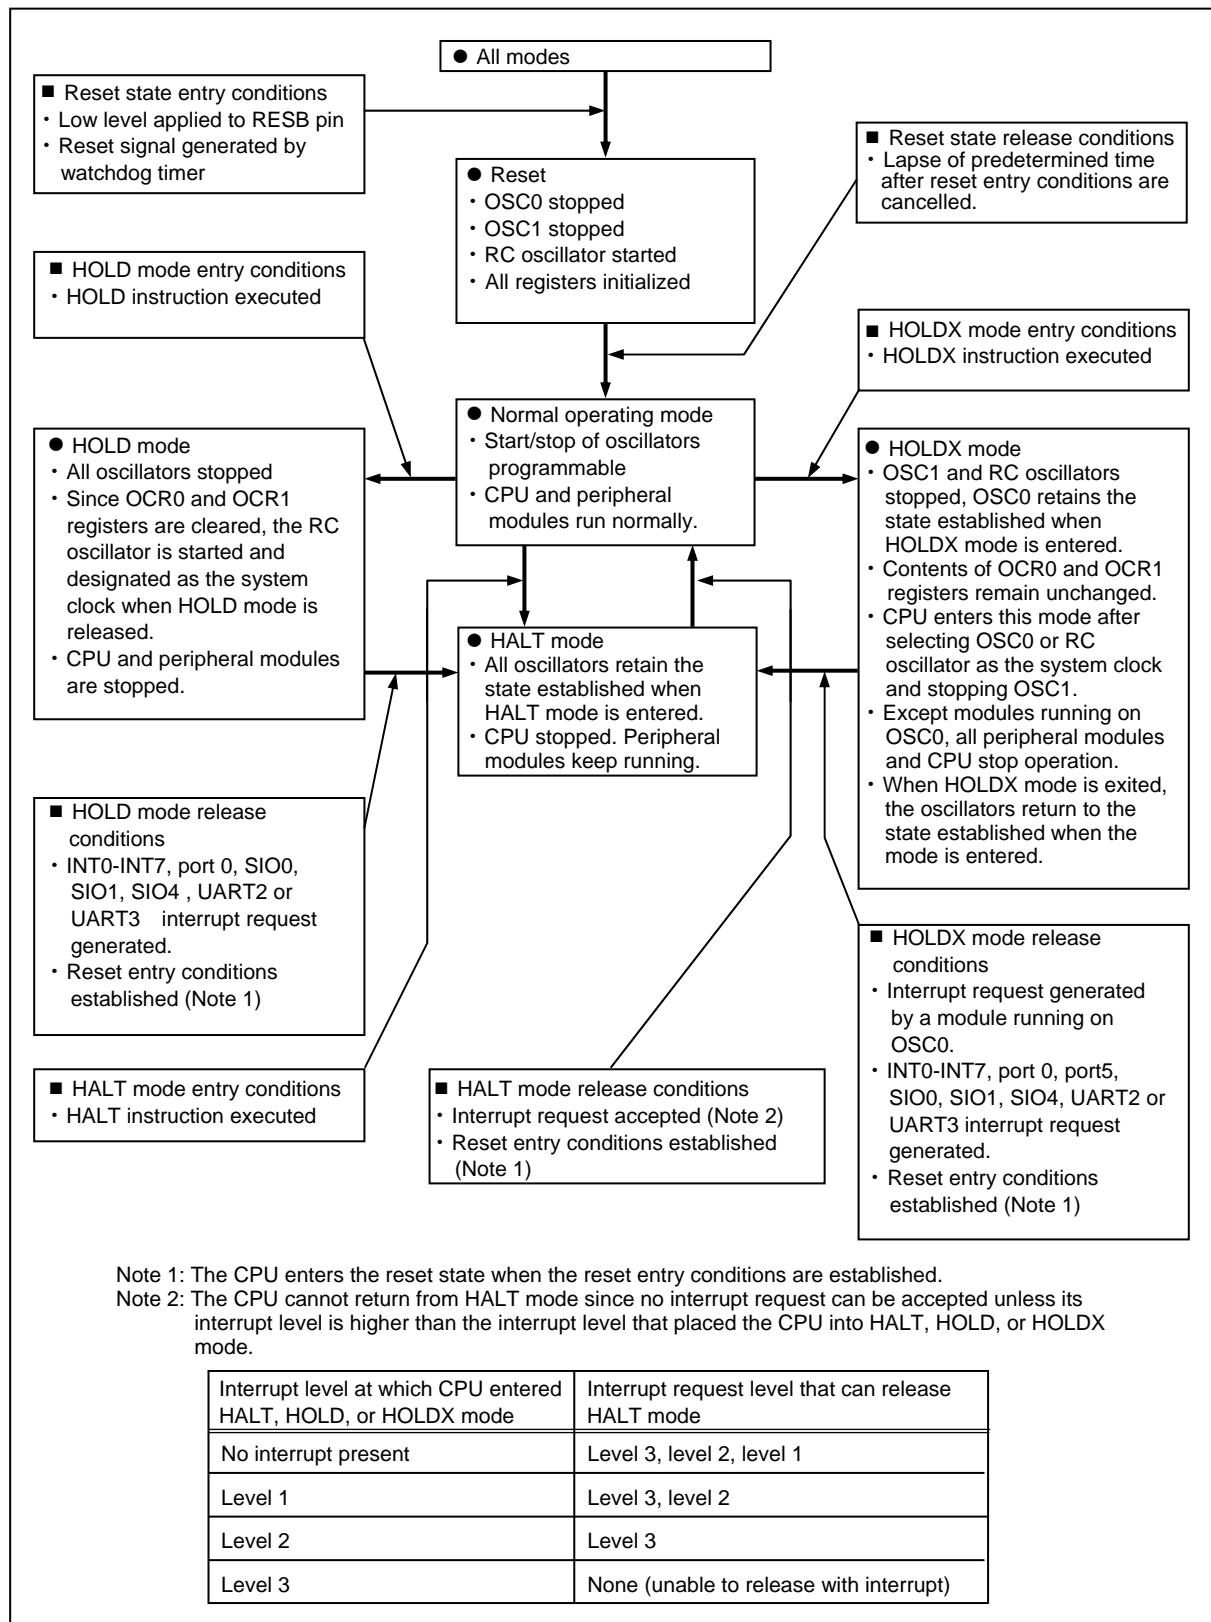 ● All modes
■ Reset state entry conditions
・Low level applied to RESB pin
・Reset signal generated by
watchdog timer
■ Reset state release conditions
・Lapse of predetermined time
after reset entry conditions are
cancelled.
● Reset
・OSC0 stopped
・OSC1 stopped
・RC oscillator started
・All registers initialized
■ HOLD mode entry conditions
・HOLD instruction executed
■ HOLDX mode entry conditions
・HOLDX instruction executed
● Normal operating mode
・Start/stop of oscillators
programmable
・CPU and peripheral
modules run normally.
● HOLD mode
・All oscillators stopped
・Since OCR0 and OCR1
registers are cleared, the RC
oscillator is started and
designated as the system
clock when HOLD mode is
released.
・CPU and peripheral modules
are stopped.
● HOLDX mode
・OSC1 and RC oscillators
stopped, OSC0 retains the
state established when
HOLDX mode is entered.
・Contents of OCR0 and OCR1
registers remain unchanged.
・CPU enters this mode after
selecting OSC0 or RC
oscillator as the system clock
and stopping OSC1.
・Except modules running on
OSC0, all peripheral modules
and CPU stop operation.
・When HOLDX mode is exited,
the oscillators return to the
state established when the
mode is entered.
● HALT mode
・All oscillators retain the
state established when
HALT mode is entered.
・CPU stopped. Peripheral
modules keep running.
■ HOLD mode release
conditions
・INT0-INT7, port 0, SIO0,
SIO1, SIO4 , UART2 or
UART3 interrupt request
generated.
・Reset entry conditions
established (Note 1)
■ HOLDX mode release
conditions
・Interrupt request generated
by a module running on
OSC0.
・INT0-INT7, port 0, port5,
SIO0, SIO1, SIO4, UART2 or
UART3 interrupt request
generated.
・Reset entry conditions
established (Note 1)
■ HALT mode entry conditions
・HALT instruction executed
■ HALT mode release conditions
・Interrupt request accepted (Note 2)
・Reset entry conditions established
(Note 1)
Note 1: The CPU enters the reset state when the reset entry conditions are established.
Note 2: The CPU cannot return from HALT mode since no interrupt request can be accepted unless its
interrupt level is higher than the interrupt level that placed the CPU into HALT, HOLD, or HOLDX
mode.
Interrupt level at which CPU entered
HALT, HOLD, or HOLDX mode
Interrupt request level that can release
HALT mode
No interrupt present
Level 3, level 2, level 1
Level 1
Level 3, level 2
Level 2
Level 3
Level 3
None (unable to release with interrupt)